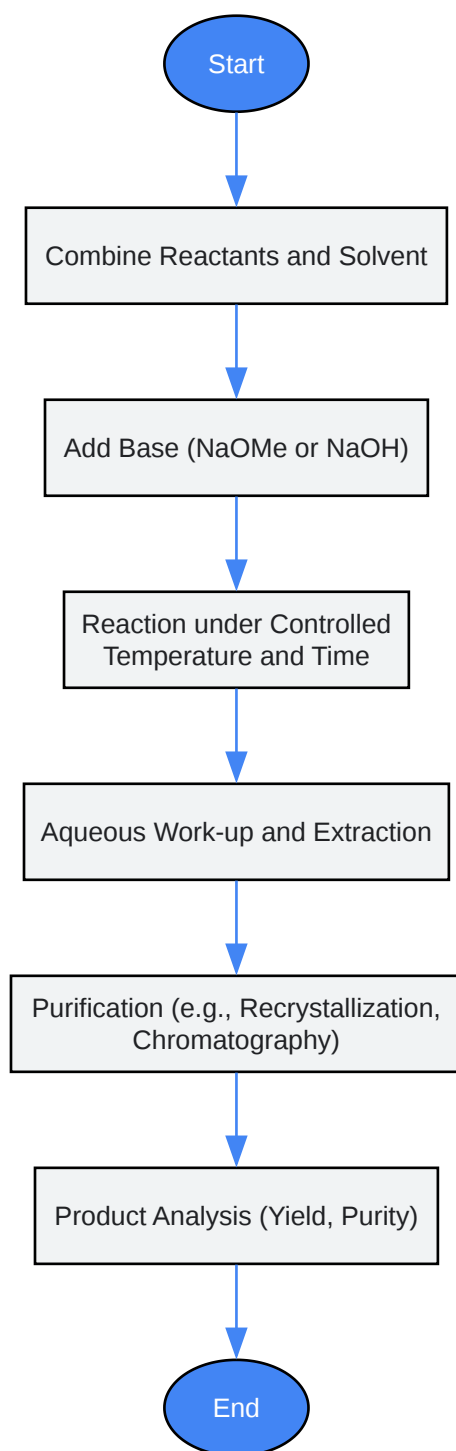 Start
Combine Reactants and Solvent
Add Base (NaOMe or NaOH)
Reaction under Controlled
Temperature and Time
Aqueous Work-up and Extraction
Purification (e.g., Recrystallization,
Chromatography)
Product Analysis (Yield, Purity)
End